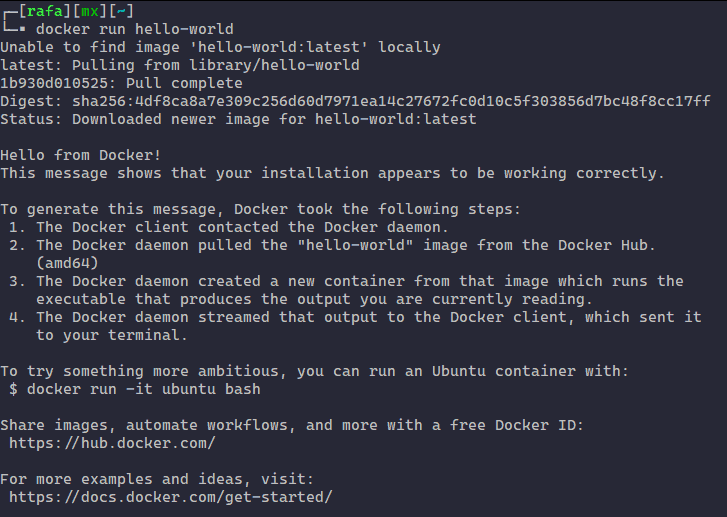 ┌─[rafa][mx][~]
└─▪ docker run hello-world
Unable to find image 'hello-world:latest' locally
latest: Pulling from library/hello-world
1b930d010525: Pull complete
Digest: sha256:4df8ca8a7e309c256d60d7971ea14c27672fc0d10c5f303856d7bc48f8cc17ff
Status: Downloaded newer image for hello-world:latest

Hello from Docker!
This message shows that your installation appears to be working correctly.

To generate this message, Docker took the following steps:
 1. The Docker client contacted the Docker daemon.
 2. The Docker daemon pulled the "hello-world" image from the Docker Hub.
    (amd64)
 3. The Docker daemon created a new container from that image which runs the
    executable that produces the output you are currently reading.
 4. The Docker daemon streamed that output to the Docker client, which sent it
    to your terminal.

To try something more ambitious, you can run an Ubuntu container with:
 $ docker run -it ubuntu bash

Share images, automate workflows, and more with a free Docker ID:
 https://hub.docker.com/

For more examples and ideas, visit:
 https://docs.docker.com/get-started/